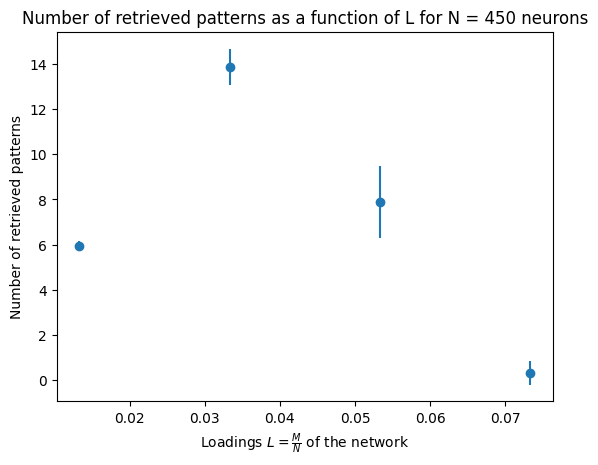 Number of retrieved patterns as a function of L for N = 450 neurons
Number of retrieved patterns
14
12
10
8
6
4
2
0
0.02 0.03 0.04 0.05 0.06 0.07
Loadings $L = \frac{M}{N}$ of the network